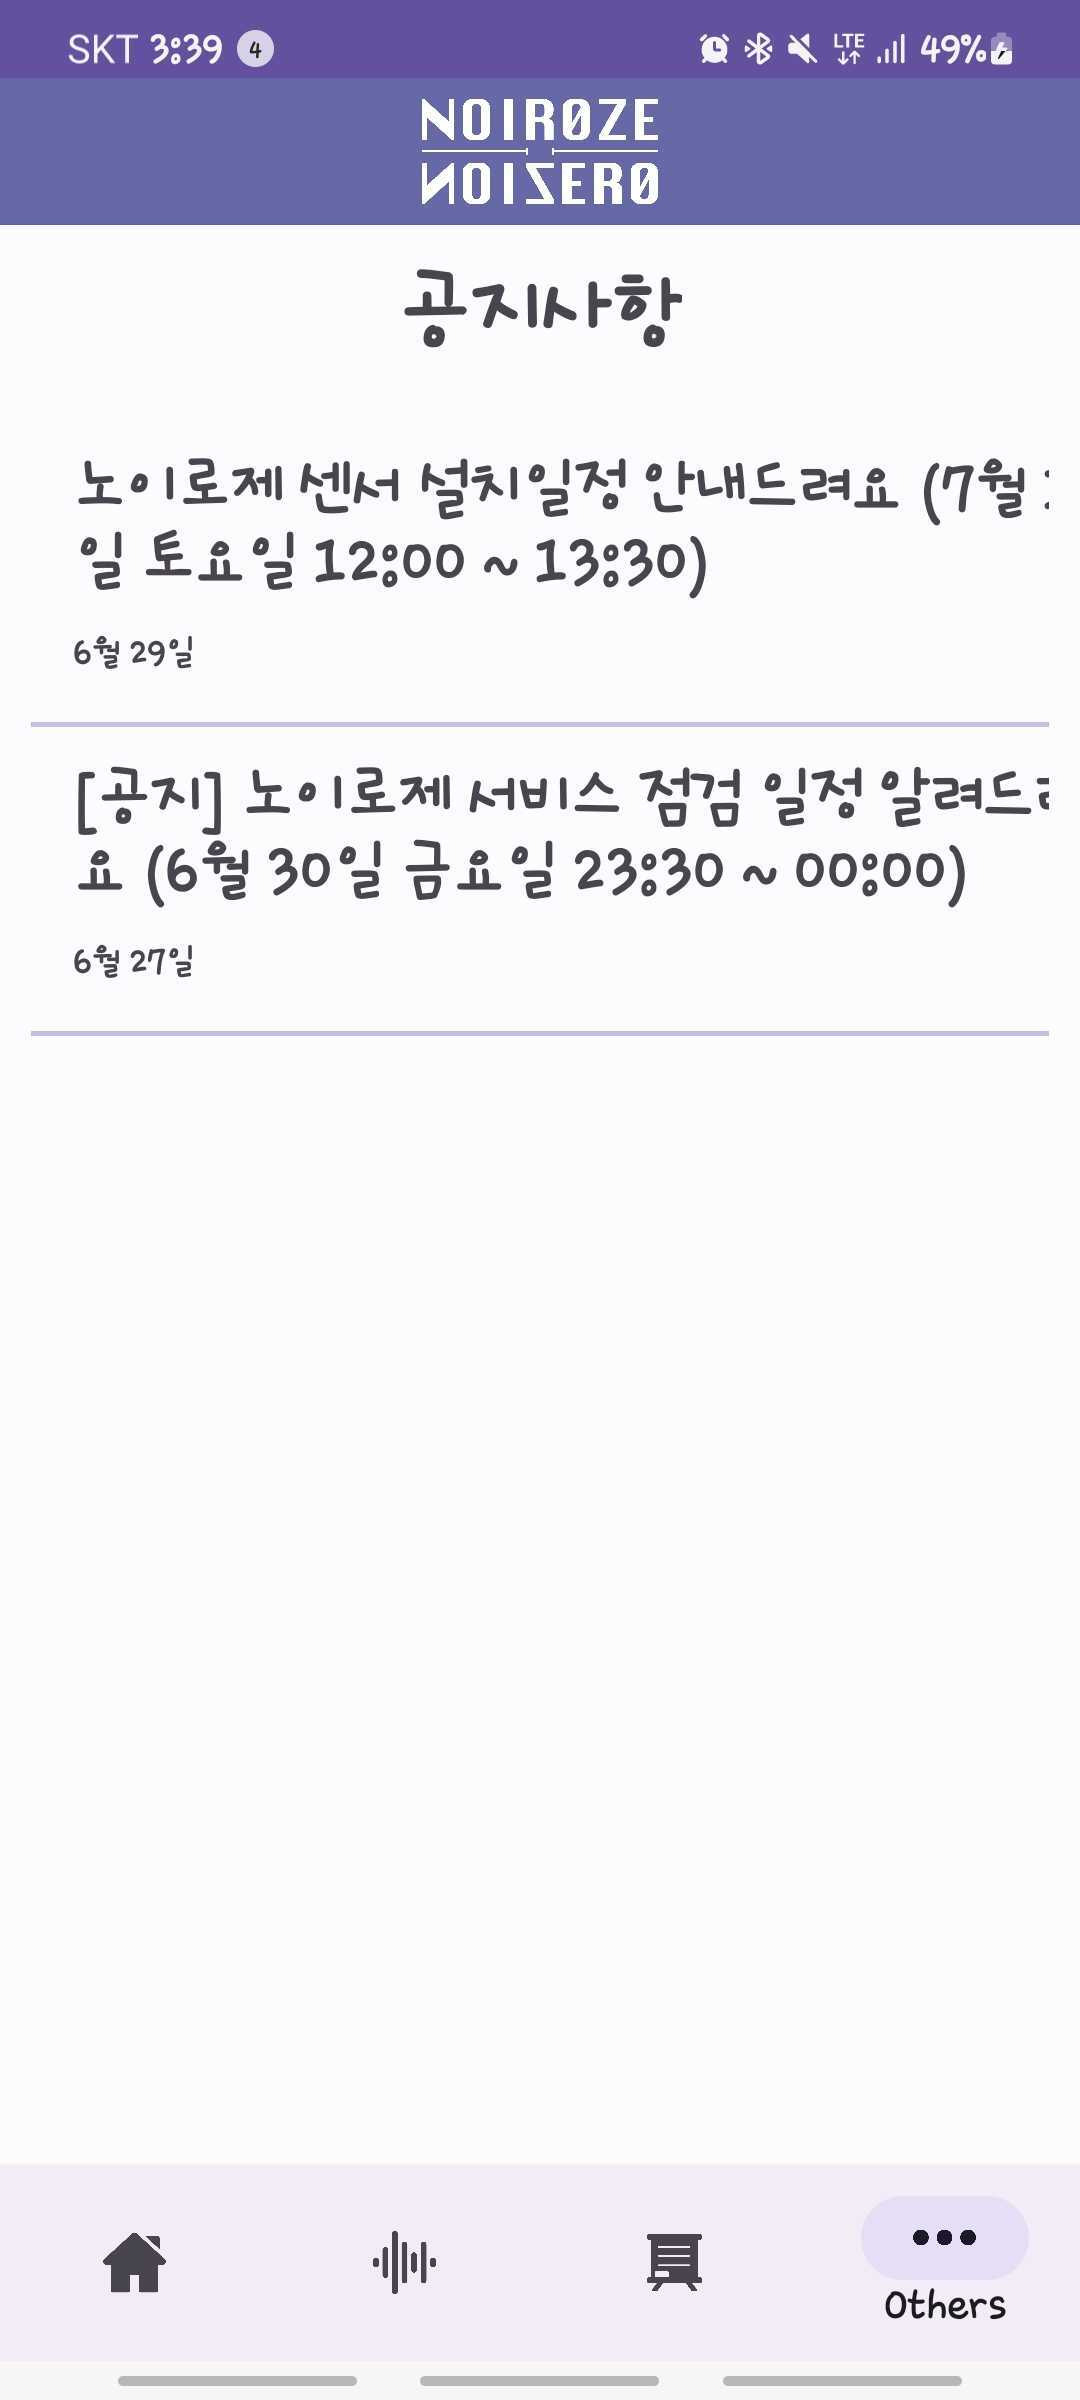 SKT 3:39 4
LTE 49%
NOIROZE
NOIZERO
공지사항
노이로제 센서 설치일정 안내드려요 (7월
일 토요일 12:00 ~ 13:30)
6월 29일
[공지] 노이로제 서비스 점검 일정 알려드
요 (6월 30일 금요일 23:30 ~ 00:00)
6월 27일
Others